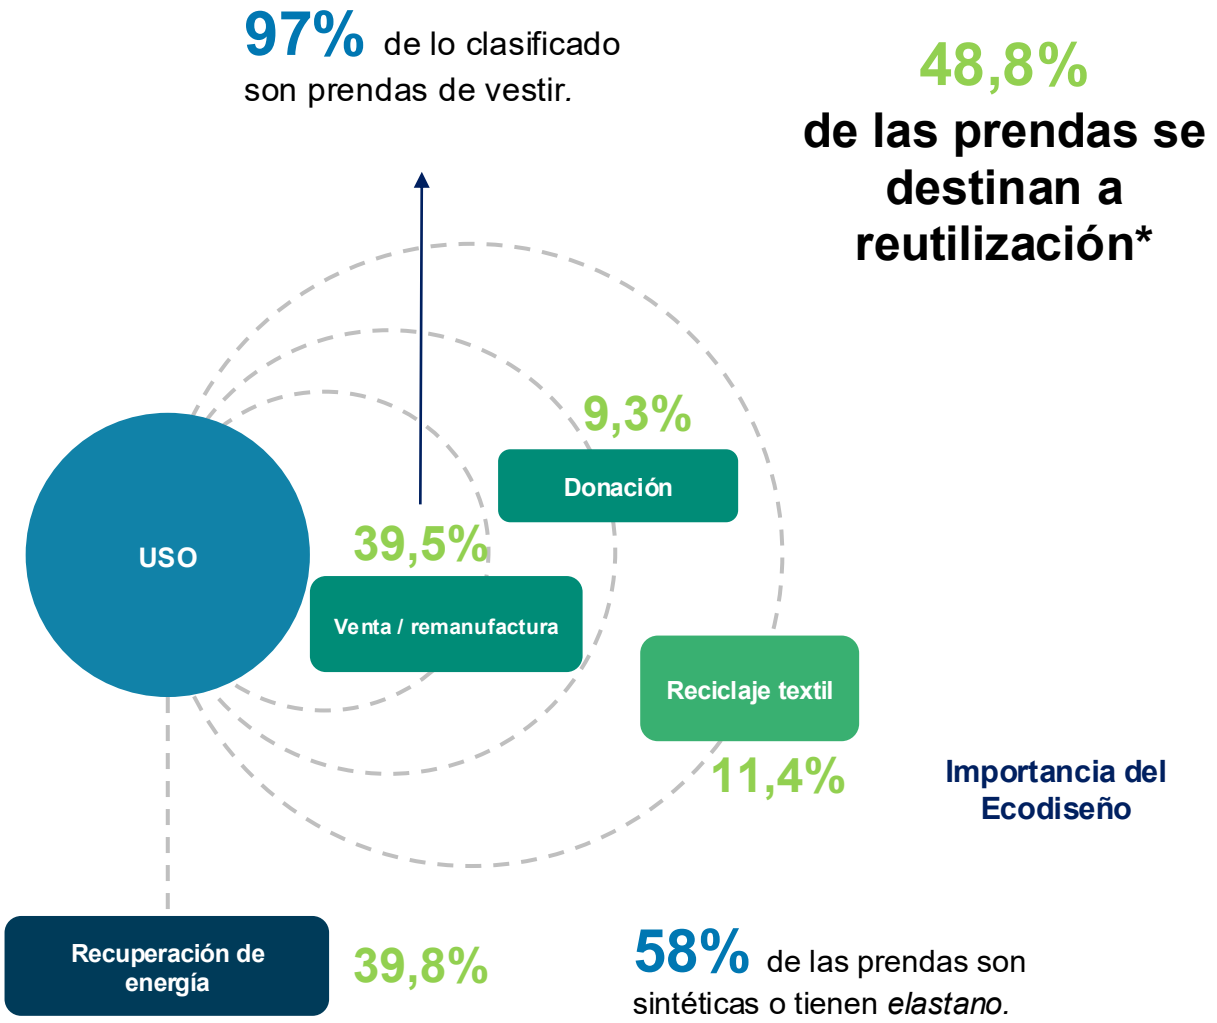 97% de lo clasificado
son prendas de vestir.
48,8%
de las prendas se
destinan a
reutilización*
9,3%
Donación
39,5%
USO
Venta / remanufactura
Reciclaje textil
11,4%
Importancia del
Ecodiseño
Recuperación de
energía
39,8%
58% de las prendas son
sintéticas o tienen elastano.